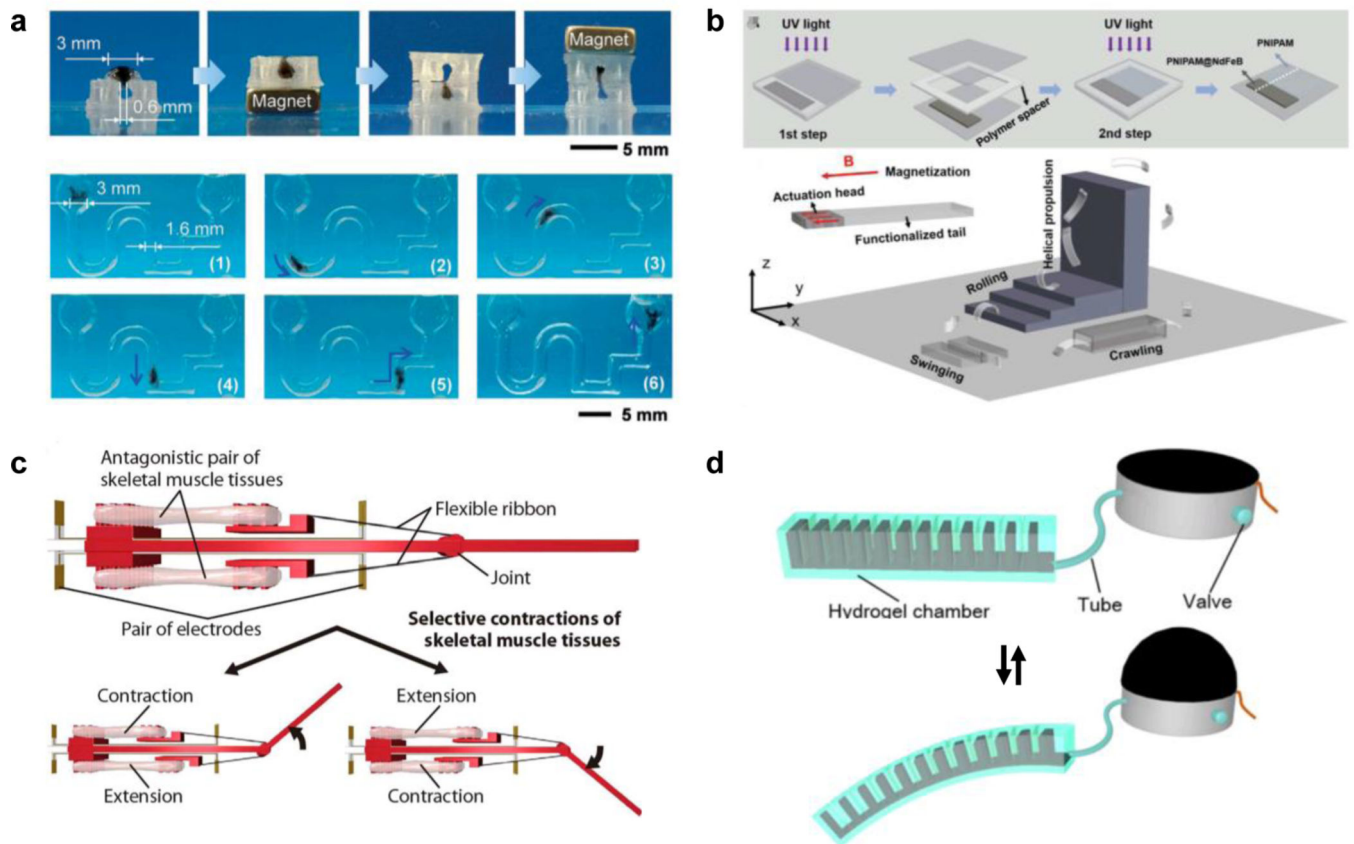 a
3 mm
0.6 mm
Magnet
Magnet
5 mm
3 mm
1.6 mm
(1)
(2)
(3)
(4)
(5)
(6)
5 mm
b
UV light
UV light
PNIPAM
PNIPAM@NdFeB
Polymer spacer
1st step
2nd step
B
Magnetization
Actuation head
Functionalized tail
Helical propulsion
Rolling
z
y
x
Swinging
Crawling
c
Antagonistic pair of
skeletal muscle tissues
Flexible ribbon
Joint
Pair of electrodes
Selective contractions of
skeletal muscle tissues
Contraction
Extension
Extension
Contraction
d
Hydrogel chamber
Tube
Valve